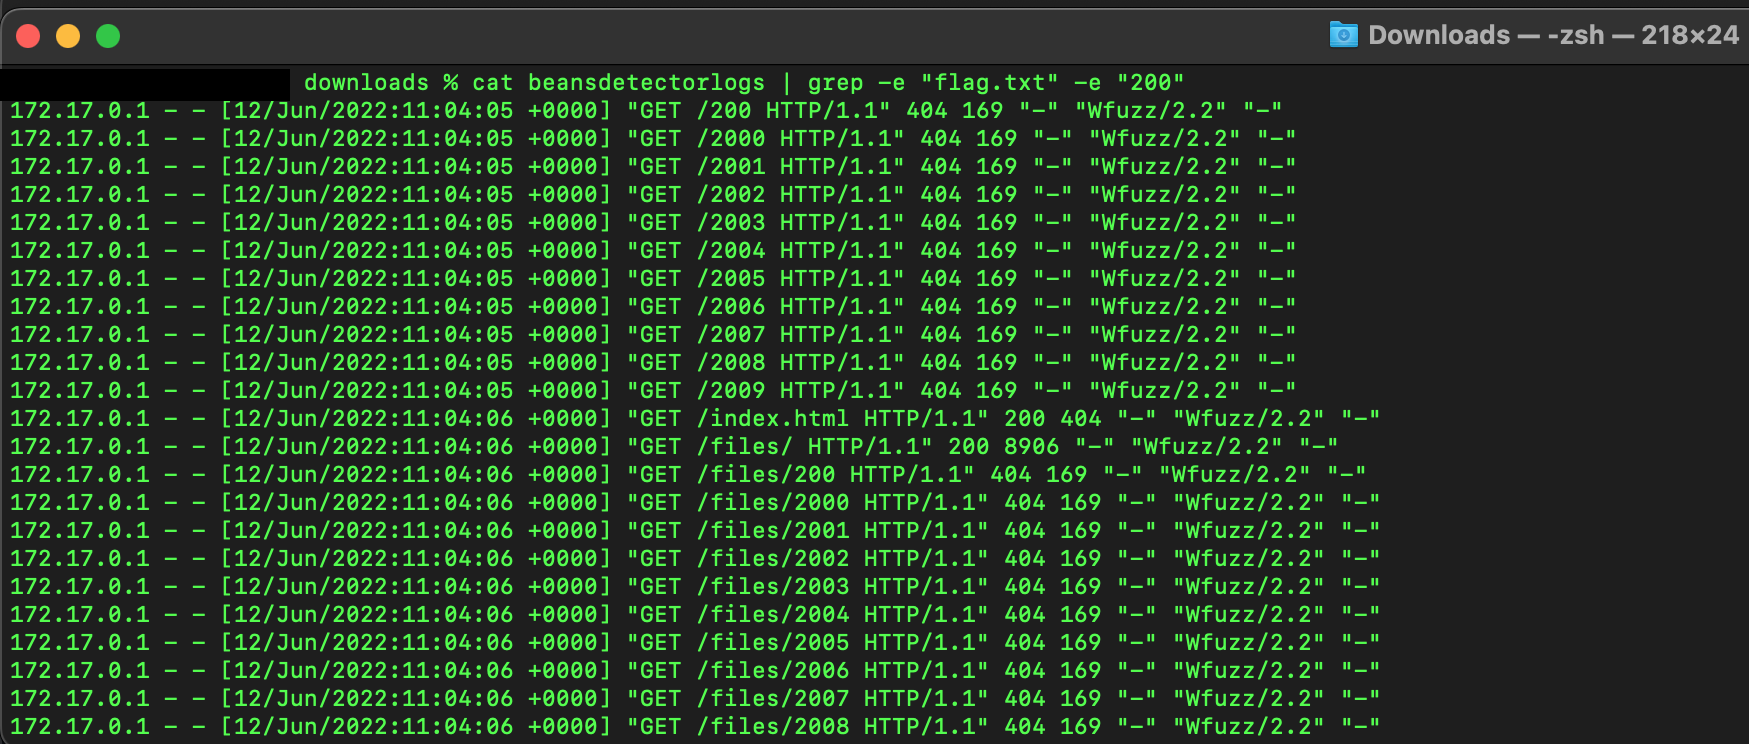 Downloads — -zsh — 218×24
downloads % cat beansdetectorlogs | grep -e "flag.txt" -e "200"
172.17.0.1 - - [12/Jun/2022:11:04:05 +0000] "GET /200 HTTP/1.1" 404 169 "-" "Wfuzz/2.2" "-"
172.17.0.1 - - [12/Jun/2022:11:04:05 +0000] "GET /2000 HTTP/1.1" 404 169 "-" "Wfuzz/2.2" "-"
172.17.0.1 - - [12/Jun/2022:11:04:05 +0000] "GET /2001 HTTP/1.1" 404 169 "-" "Wfuzz/2.2" "-"
172.17.0.1 - - [12/Jun/2022:11:04:05 +0000] "GET /2002 HTTP/1.1" 404 169 "-" "Wfuzz/2.2" "-"
172.17.0.1 - - [12/Jun/2022:11:04:05 +0000] "GET /2003 HTTP/1.1" 404 169 "-" "Wfuzz/2.2" "-"
172.17.0.1 - - [12/Jun/2022:11:04:05 +0000] "GET /2004 HTTP/1.1" 404 169 "-" "Wfuzz/2.2" "-"
172.17.0.1 - - [12/Jun/2022:11:04:05 +0000] "GET /2005 HTTP/1.1" 404 169 "-" "Wfuzz/2.2" "-"
172.17.0.1 - - [12/Jun/2022:11:04:05 +0000] "GET /2006 HTTP/1.1" 404 169 "-" "Wfuzz/2.2" "-"
172.17.0.1 - - [12/Jun/2022:11:04:05 +0000] "GET /2007 HTTP/1.1" 404 169 "-" "Wfuzz/2.2" "-"
172.17.0.1 - - [12/Jun/2022:11:04:05 +0000] "GET /2008 HTTP/1.1" 404 169 "-" "Wfuzz/2.2" "-"
172.17.0.1 - - [12/Jun/2022:11:04:05 +0000] "GET /2009 HTTP/1.1" 404 169 "-" "Wfuzz/2.2" "-"
172.17.0.1 - - [12/Jun/2022:11:04:06 +0000] "GET /index.html HTTP/1.1" 200 404 "-" "Wfuzz/2.2" "-"
172.17.0.1 - - [12/Jun/2022:11:04:06 +0000] "GET /files/ HTTP/1.1" 200 8906 "-" "Wfuzz/2.2" "-"
172.17.0.1 - - [12/Jun/2022:11:04:06 +0000] "GET /files/200 HTTP/1.1" 404 169 "-" "Wfuzz/2.2" "-"
172.17.0.1 - - [12/Jun/2022:11:04:06 +0000] "GET /files/2000 HTTP/1.1" 404 169 "-" "Wfuzz/2.2" "-"
172.17.0.1 - - [12/Jun/2022:11:04:06 +0000] "GET /files/2001 HTTP/1.1" 404 169 "-" "Wfuzz/2.2" "-"
172.17.0.1 - - [12/Jun/2022:11:04:06 +0000] "GET /files/2002 HTTP/1.1" 404 169 "-" "Wfuzz/2.2" "-"
172.17.0.1 - - [12/Jun/2022:11:04:06 +0000] "GET /files/2003 HTTP/1.1" 404 169 "-" "Wfuzz/2.2" "-"
172.17.0.1 - - [12/Jun/2022:11:04:06 +0000] "GET /files/2004 HTTP/1.1" 404 169 "-" "Wfuzz/2.2" "-"
172.17.0.1 - - [12/Jun/2022:11:04:06 +0000] "GET /files/2005 HTTP/1.1" 404 169 "-" "Wfuzz/2.2" "-"
172.17.0.1 - - [12/Jun/2022:11:04:06 +0000] "GET /files/2006 HTTP/1.1" 404 169 "-" "Wfuzz/2.2" "-"
172.17.0.1 - - [12/Jun/2022:11:04:06 +0000] "GET /files/2007 HTTP/1.1" 404 169 "-" "Wfuzz/2.2" "-"
172.17.0.1 - - [12/Jun/2022:11:04:06 +0000] "GET /files/2008 HTTP/1.1" 404 169 "-" "Wfuzz/2.2" "-"